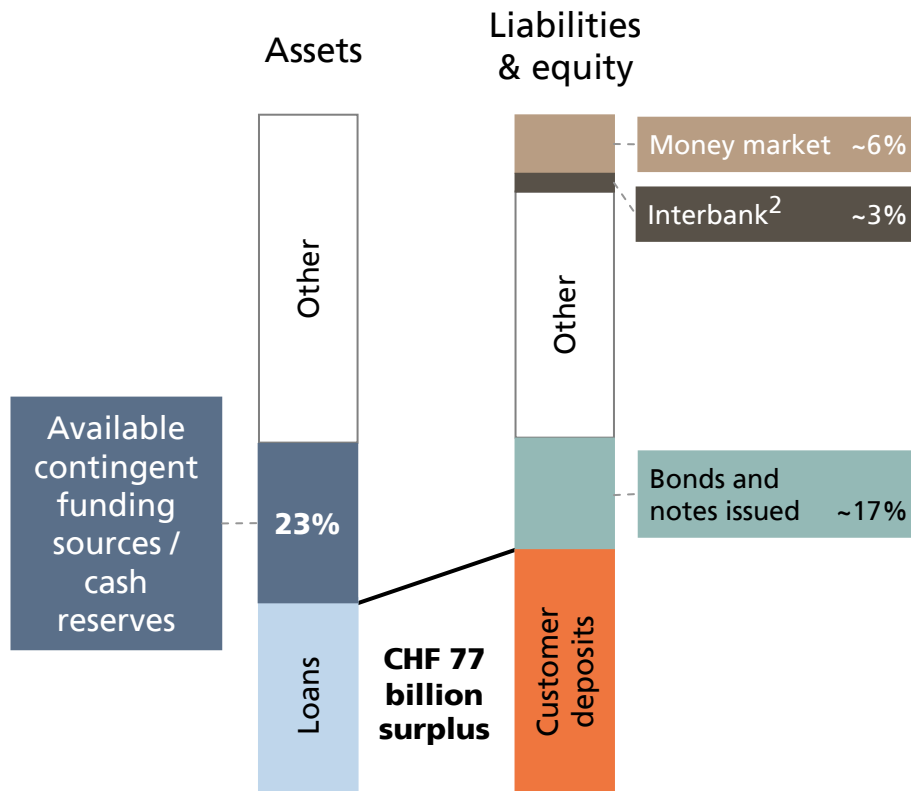 Assets
Liabilities
& equity
Other
Available
contingent
funding
sources /
cash
reserves
23%
Loans
CHF 77
billion
surplus
Money market ~6%
Interbank2 ~3%
Other
Bonds and
notes issued ~17%
Customer
deposits